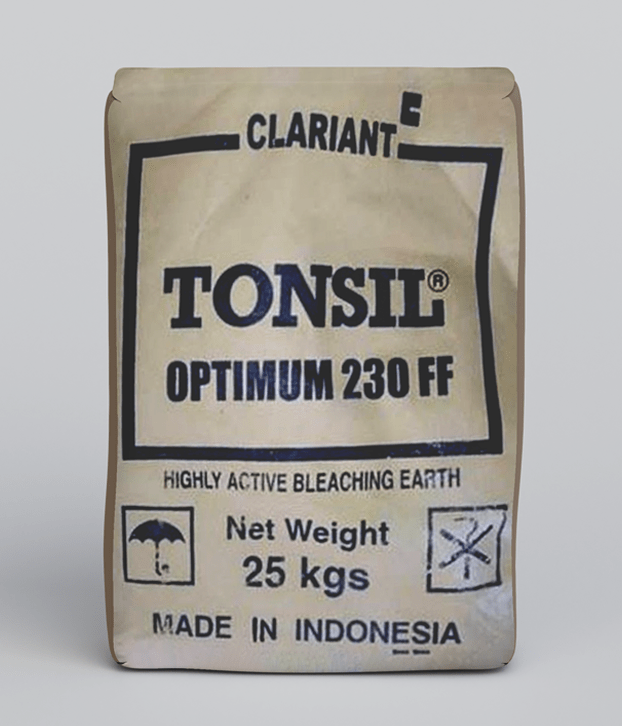 CLARIANT
TONSIL®
OPTIMUM 230 FF
HIGHLY ACTIVE BLEACHING EARTH
Net Weight
25 kgs
MADE IN INDONESIA